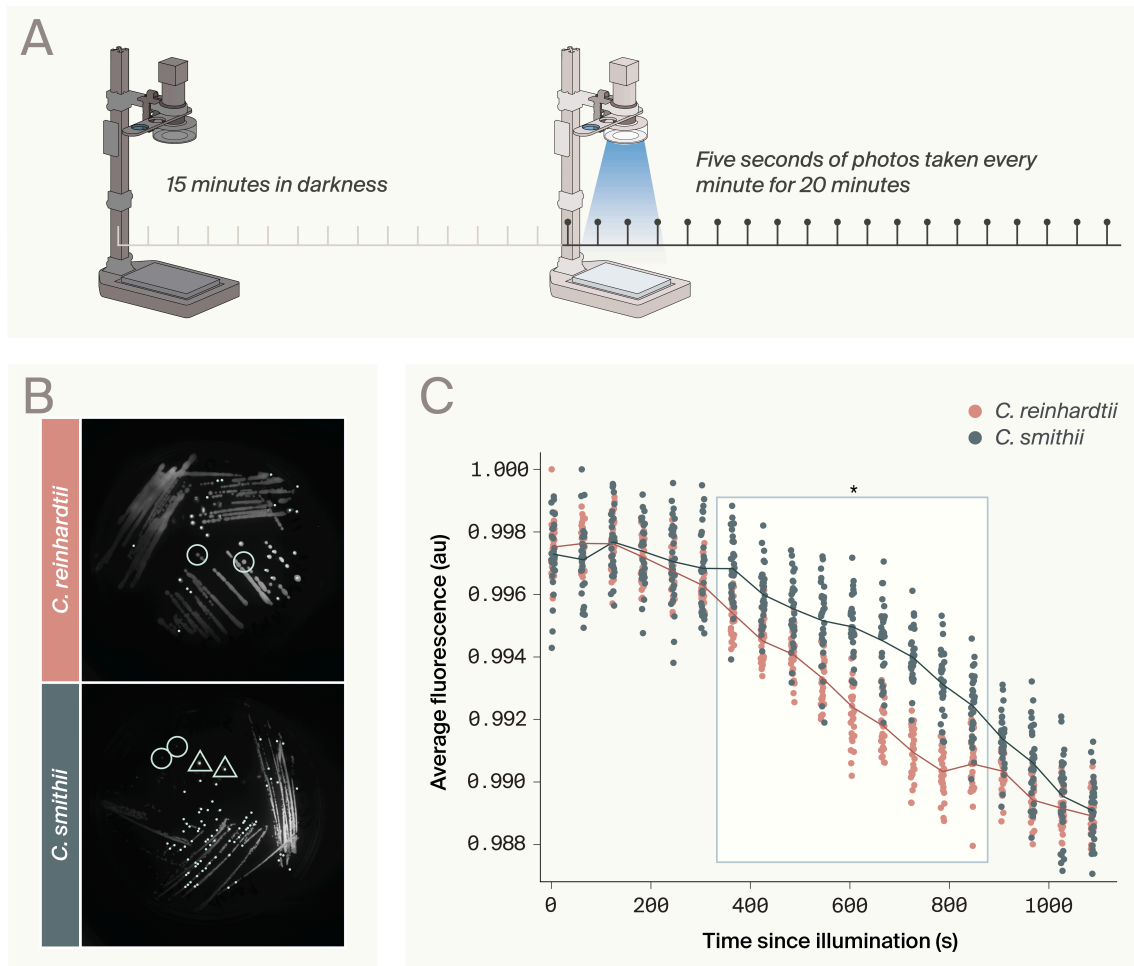 A
15 minutes in darkness
Five seconds of photos taken every
minute for 20 minutes
B
C. reinhardtii
C. smithii
C
C. reinhardtii
C. smithii
Average fluorescence (au)
1.000
0.998
0.996
0.994
0.992
0.990
0.988
*
0
200
400
600
800
1000
Time since illumination (s)